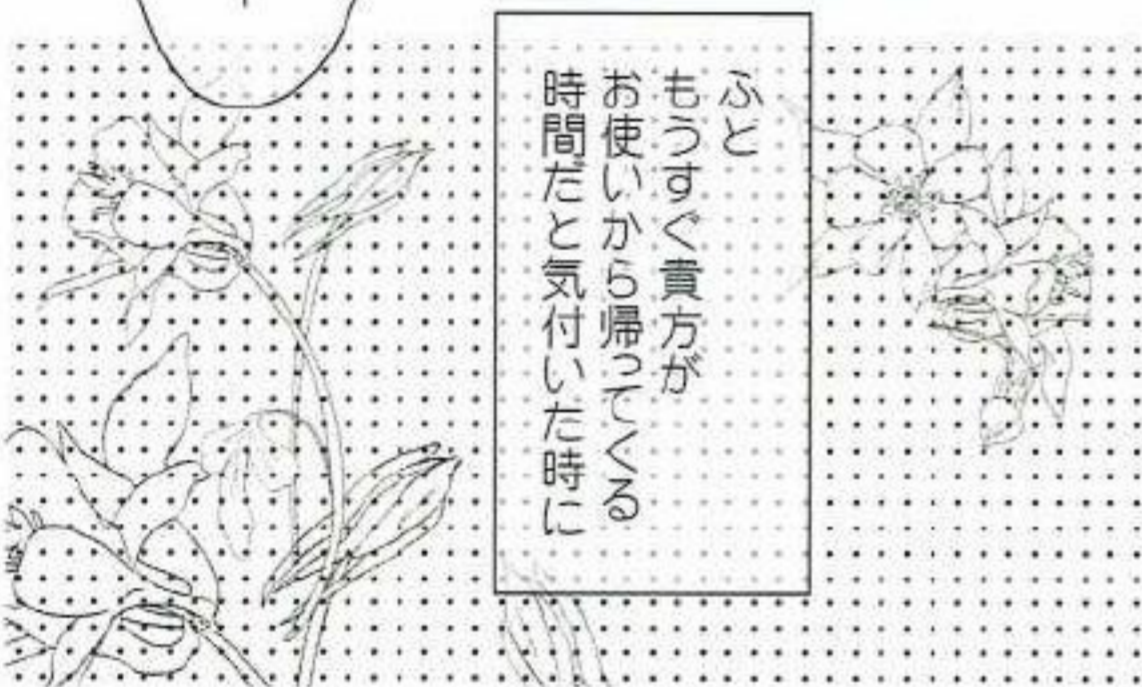 ふと
もうすぐ貴方が
お使いから帰ってくる
時間だと気付いた時に